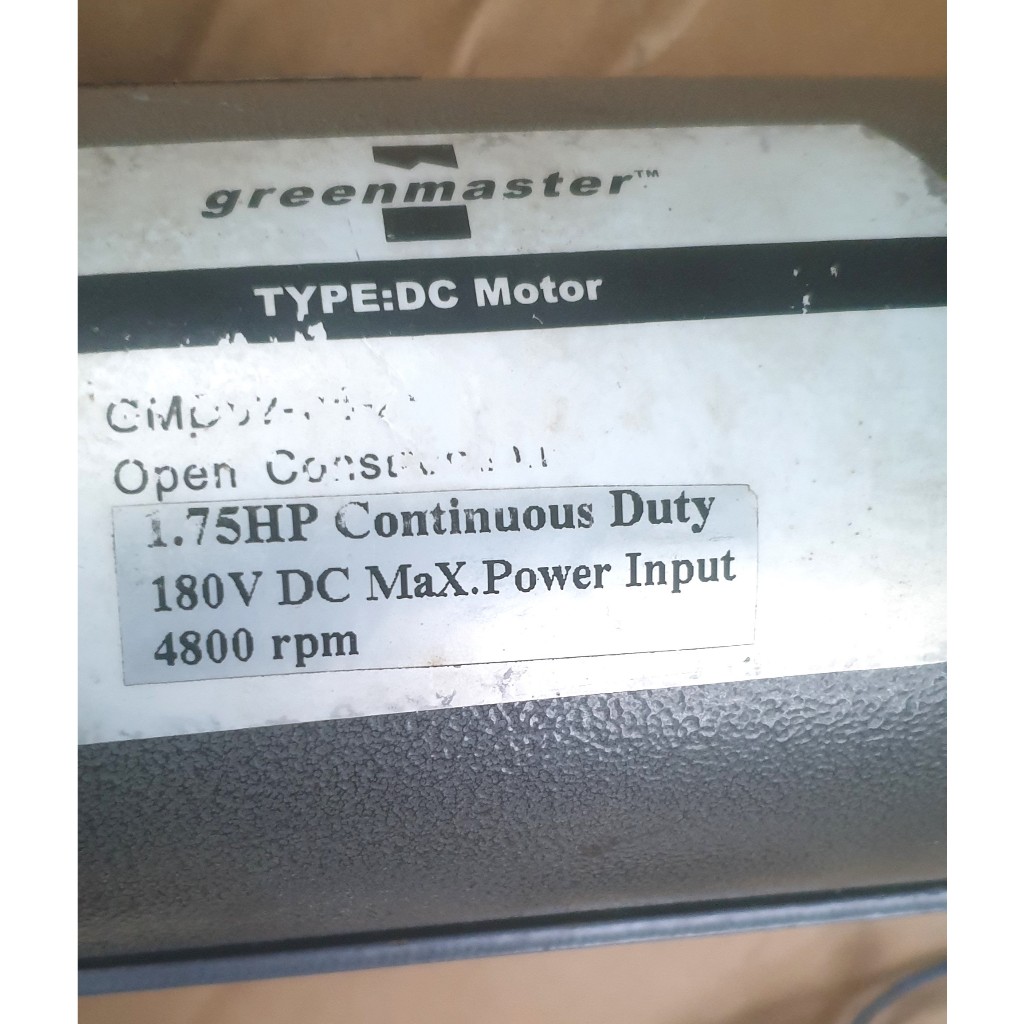 greenmaster™
TYPE:DC Motor
Open
1.75HP Continuous Duty
180V DC MaX.Power Input
4800 rpm